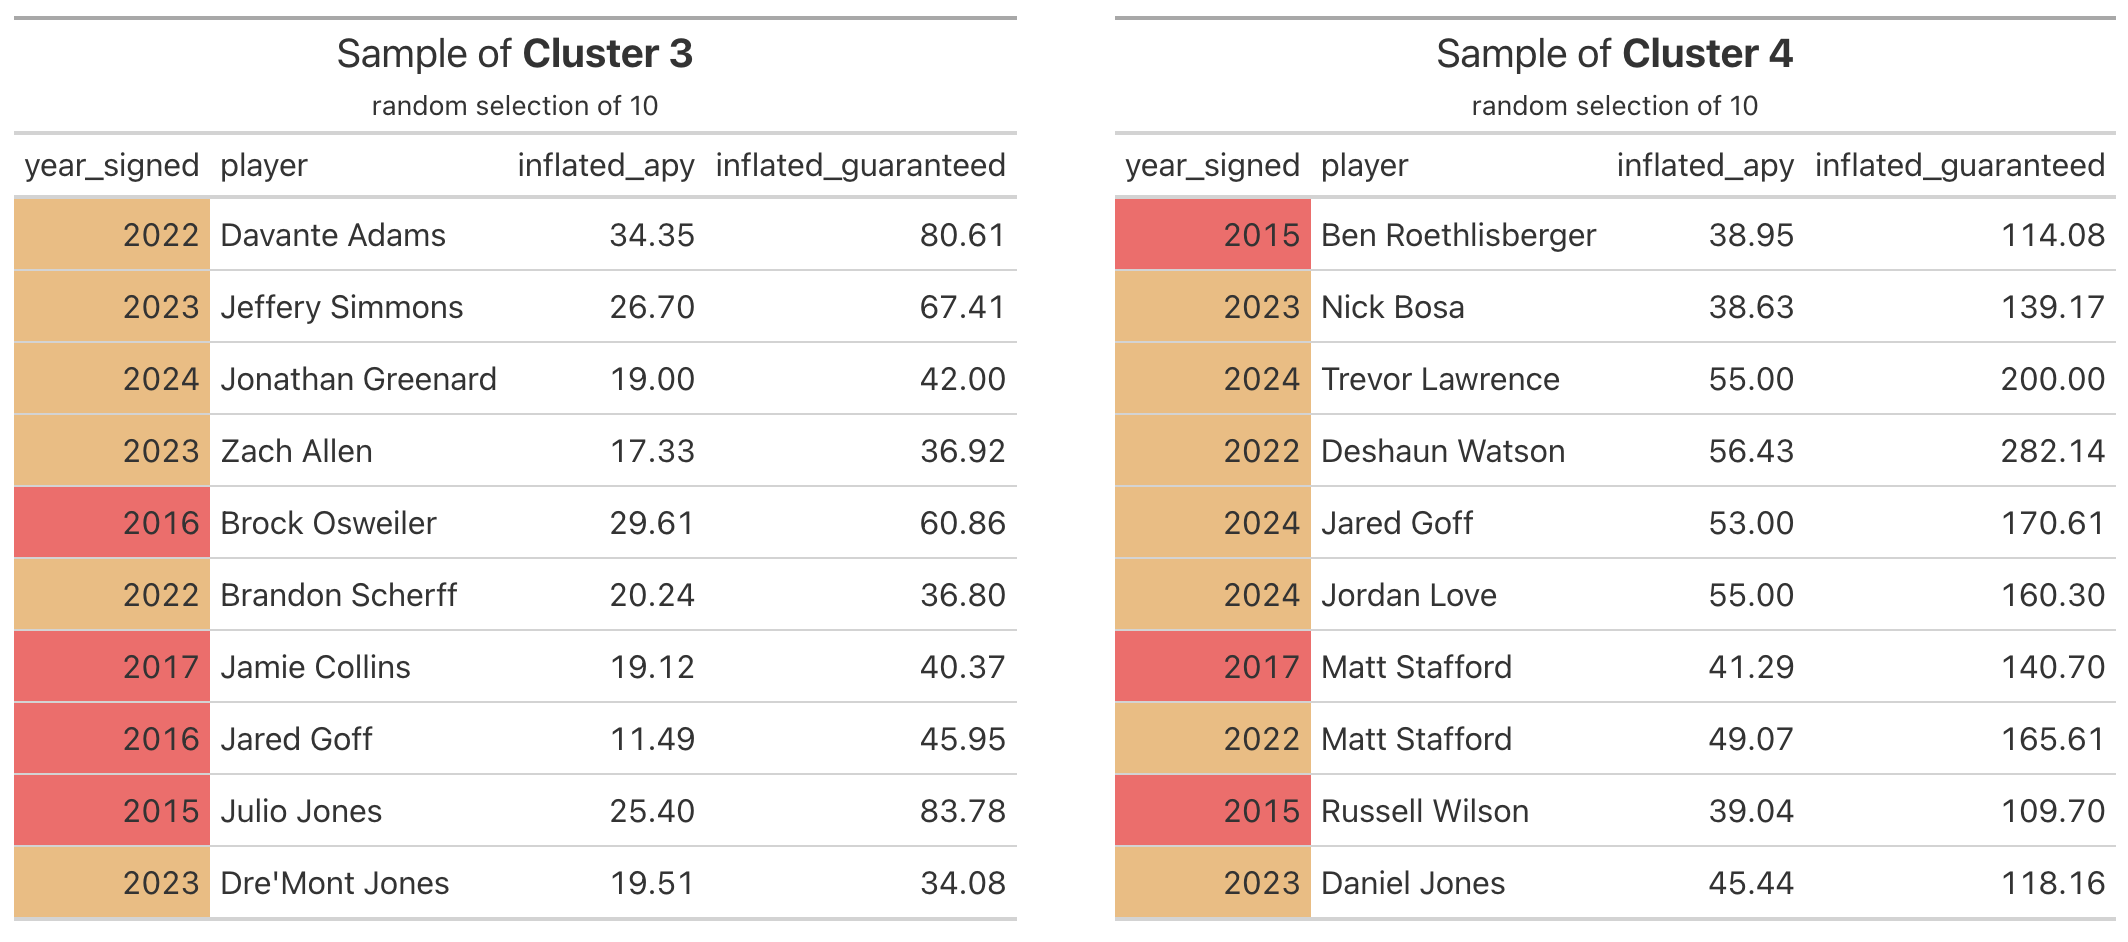 Sample of Cluster 3
random selection of 10
year_signed player inflated_apy inflated_guaranteed
2022 Davante Adams 34.35 80.61
2023 Jeffery Simmons 26.70 67.41
2024 Jonathan Greenard 19.00 42.00
2023 Zach Allen 17.33 36.92
2016 Brock Osweiler 29.61 60.86
2022 Brandon Scherff 20.24 36.80
2017 Jamie Collins 19.12 40.37
2016 Jared Goff 11.49 45.95
2015 Julio Jones 25.40 83.78
2023 Dre'Mont Jones 19.51 34.08
Sample of Cluster 4
random selection of 10
year_signed player inflated_apy inflated_guaranteed
2015 Ben Roethlisberger 38.95 114.08
2023 Nick Bosa 38.63 139.17
2024 Trevor Lawrence 55.00 200.00
2022 Deshaun Watson 56.43 282.14
2024 Jared Goff 53.00 170.61
2024 Jordan Love 55.00 160.30
2017 Matt Stafford 41.29 140.70
2022 Matt Stafford 49.07 165.61
2015 Russell Wilson 39.04 109.70
2023 Daniel Jones 45.44 118.16